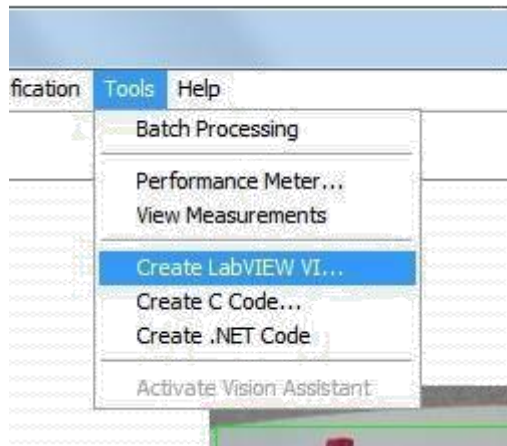 fication Tools Help
Batch Processing
Performance Meter...
View Measurements
Create LabVIEW VI...
Create C Code...
Create .NET Code
Activate Vision Assistant